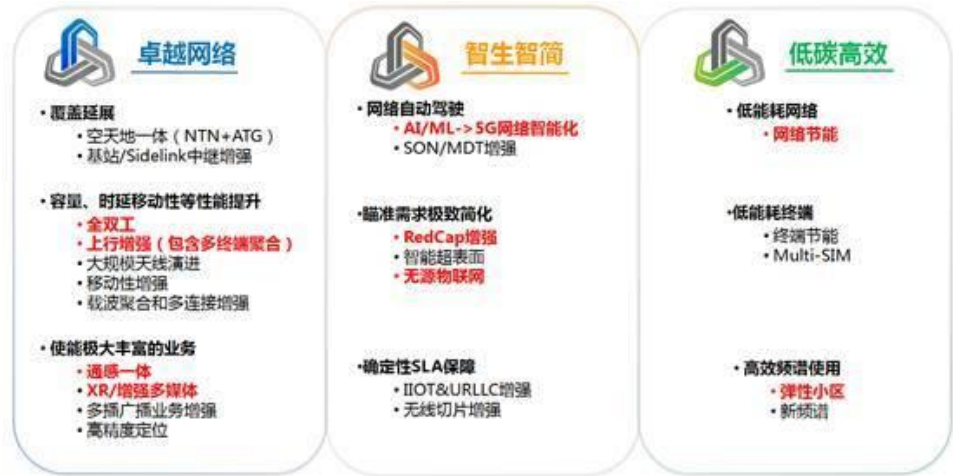 卓越网络
• 覆盖延展
• 空天地一体（NTN+ATG）
• 基站/Sidelink中继增强
• 容量、时延移动性等性能提升
• 全双工
• 上行增强（包含多终端聚合）
• 大规模天线演进
• 移动性增强
• 载波聚合和多连接增强
• 使能极大丰富的业务
• 通感一体
• XR/增强多媒体
• 多播广播业务增强
• 高精度定位
智生智简
• 网络自动驾驶
• AI/ML->5G网络智能化
• SON/MDT增强
•瞄准需求极致简化
• RedCap增强
• 智能超表面
• 无源物联网
•确定性SLA保障
• IIOT&URLLC增强
• 无线切片增强
低碳高效
• 低能耗网络
• 网络节能
•低能耗终端
• 终端节能
• Multi-SIM
• 高效频谱使用
• 弹性小区
• 新频谱